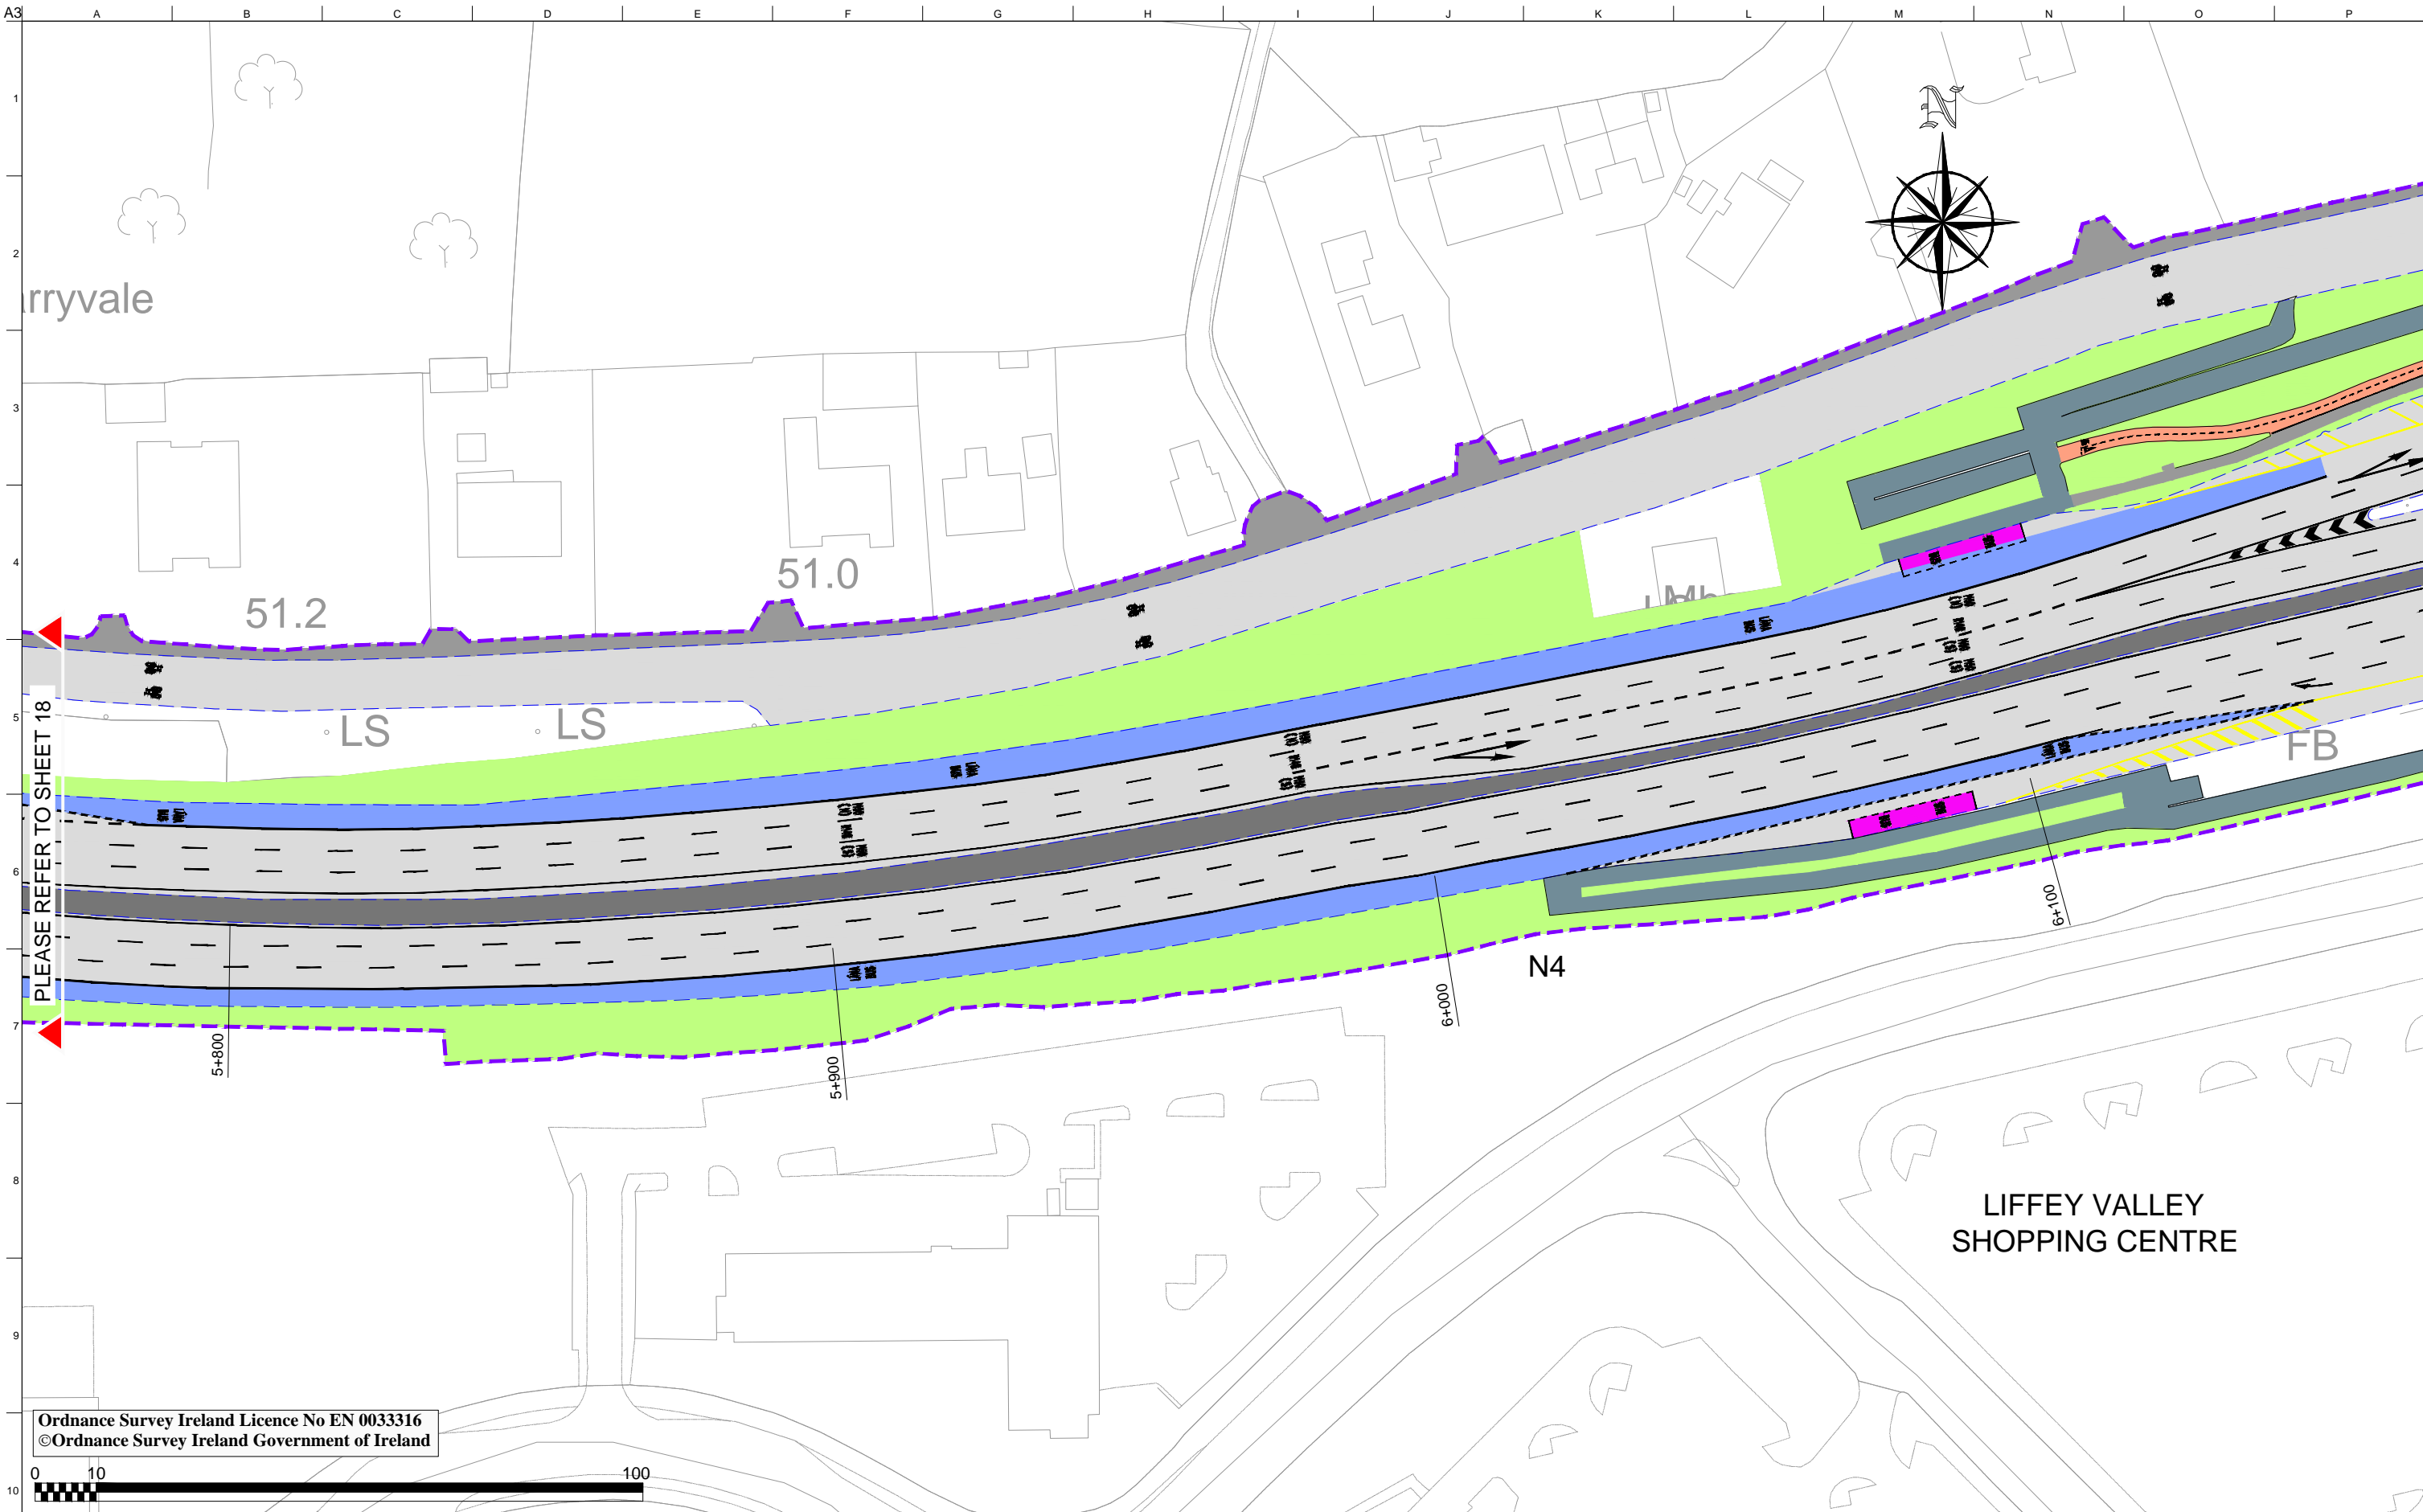 A3 A B C D E F G H I J K L M N O P
1
N
2
rryvale
3
4
51.0
51.2
5
LS
LS
FB
PLEASE REFER TO SHEET 18
6
6+100
N4
6+000
7
5+800
5+900
8
LIFFEY VALLEY
SHOPPING CENTRE
9
Ordnance Survey Ireland Licence No EN 0033316
©Ordnance Survey Ireland Government of Ireland
0 10 100
10